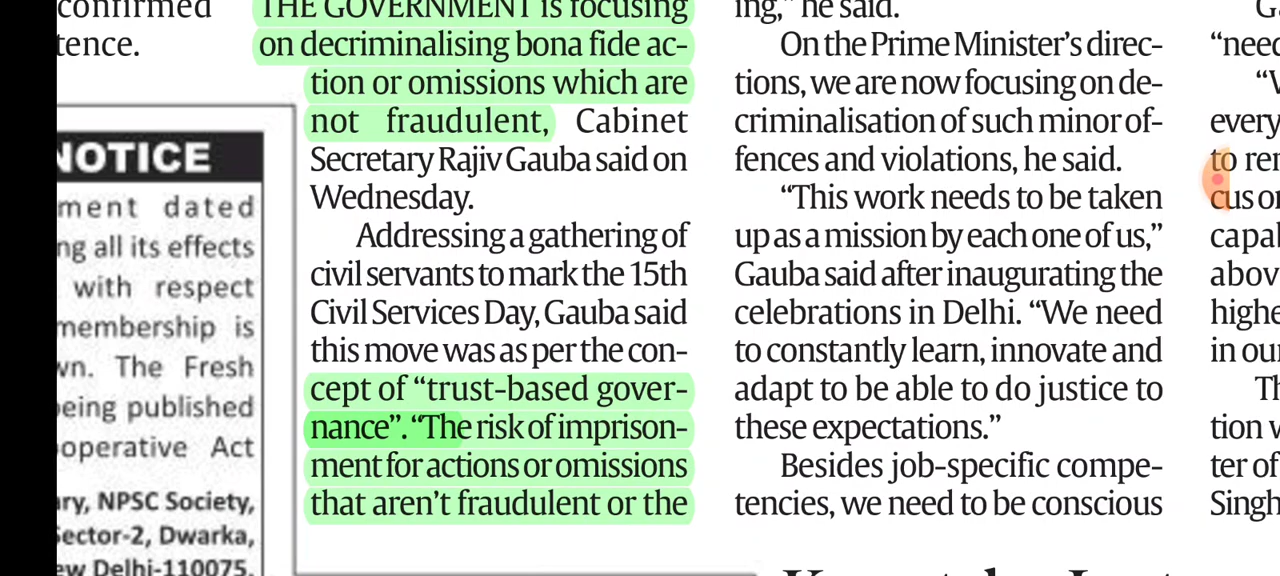 confirmed
tence.
NOTICE
ment dated
ng all its effects
with respect
membership is
wn. The Fresh
being published
operative Act
ary, NPSC Society,
Sector-2, Dwarka,
ew Delhi-110075.
THE GOVERNMENT is focusing
on decriminalising bona fide ac-
tion or omissions which are
not fraudulent, Cabinet
Secretary Rajiv Gauba said on
Wednesday.
Addressing a gathering of
civil servants to mark the 15th
Civil Services Day, Gauba said
this move was as per the con-
cept of “trust-based gover-
nance”. “The risk of imprison-
ment for actions or omissions
that aren’t fraudulent or the
ing,” he said.
On the Prime Minister’s direc-
tions, we are now focusing on de-
criminalisation of such minor of-
fences and violations, he said.
“This work needs to be taken
up as a mission by each one of us,”
Gauba said after inaugurating the
celebrations in Delhi. “We need
to constantly learn, innovate and
adapt to be able to do justice to
these expectations.”
Besides job-specific compe-
tencies, we need to be conscious
Ga
“need
“V
every
to ren
cus on
capal
abov
highe
in our
Th
tion w
ter of
Singh